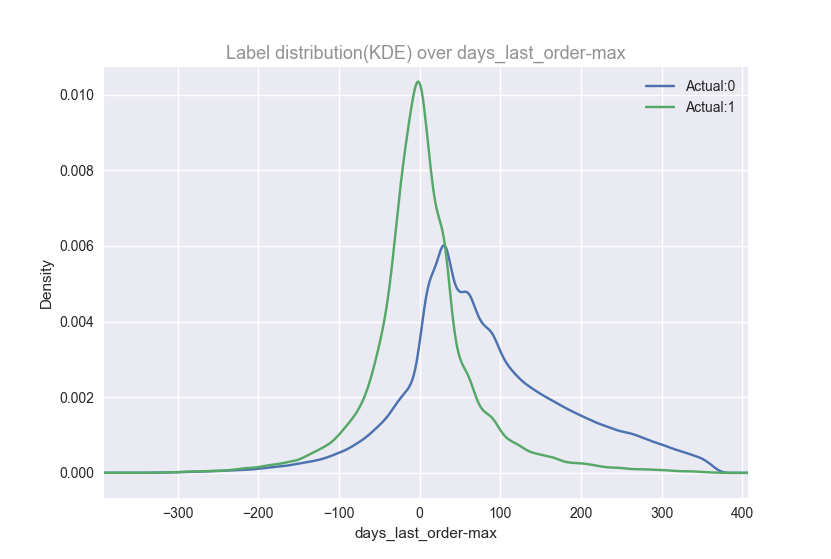 Label distribution(KDE) over days_last_order-max
Actual:0
Actual:1
0.010
0.008
0.006
0.004
0.002
0.000
Density
−300
−200
−100
0
100
200
300
400
days_last_order-max